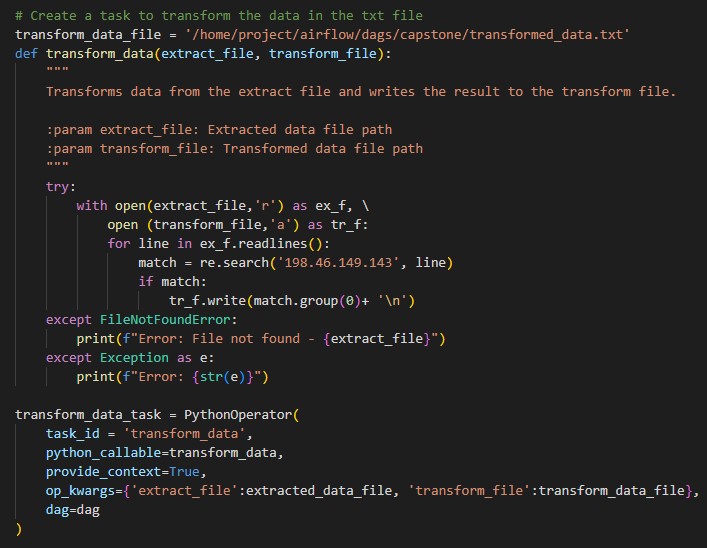 # Create a task to transform the data in the txt file
transform_data_file = '/home/project/airflow/dags/capstone/transformed_data.txt'
def transform_data(extract_file, transform_file):
    """
    Transforms data from the extract file and writes the result to the transform file.

    :param extract_file: Extracted data file path
    :param transform_file: Transformed data file path
    """
    try:
        with open(extract_file,'r') as ex_f, \
            open (transform_file,'a') as tr_f:
            for line in ex_f.readlines():
                match = re.search('198.46.149.143', line)
                if match:
                    tr_f.write(match.group(0)+ '\n')
    except FileNotFoundError:
        print(f"Error: File not found - {extract_file}")
    except Exception as e:
        print(f"Error: {str(e)}")

transform_data_task = PythonOperator(
    task_id = 'transform_data',
    python_callable=transform_data,
    provide_context=True,
    op_kwargs={'extract_file':extracted_data_file, 'transform_file':transform_data_file},
    dag=dag
)